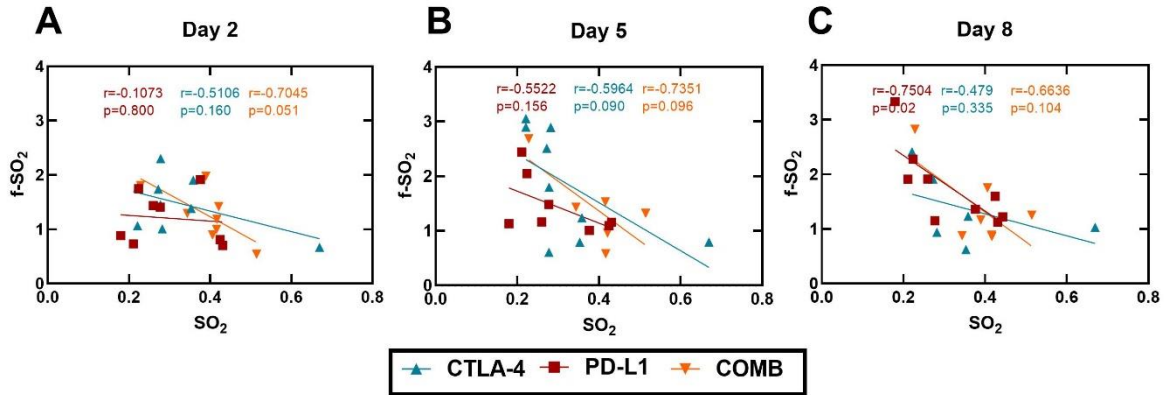 A
Day 2
r=-0.1073 r=-0.5106 r=-0.7045
p=0.800 p=0.160 p=0.051
f-SO₂
4
3
2
1
0
0.0 0.2 0.4 0.6 0.8
SO₂
B
Day 5
r=-0.5522 r=-0.5964 r=-0.7351
p=0.156 p=0.090 p=0.096
f-SO₂
4
3
2
1
0
0.0 0.2 0.4 0.6 0.8
SO₂
C
Day 8
r=-0.7504 r=-0.479 r=-0.6636
p=0.02 p=0.335 p=0.104
f-SO₂
4
3
2
1
0
0.0 0.2 0.4 0.6 0.8
SO₂
CTLA-4 PD-L1 COMB